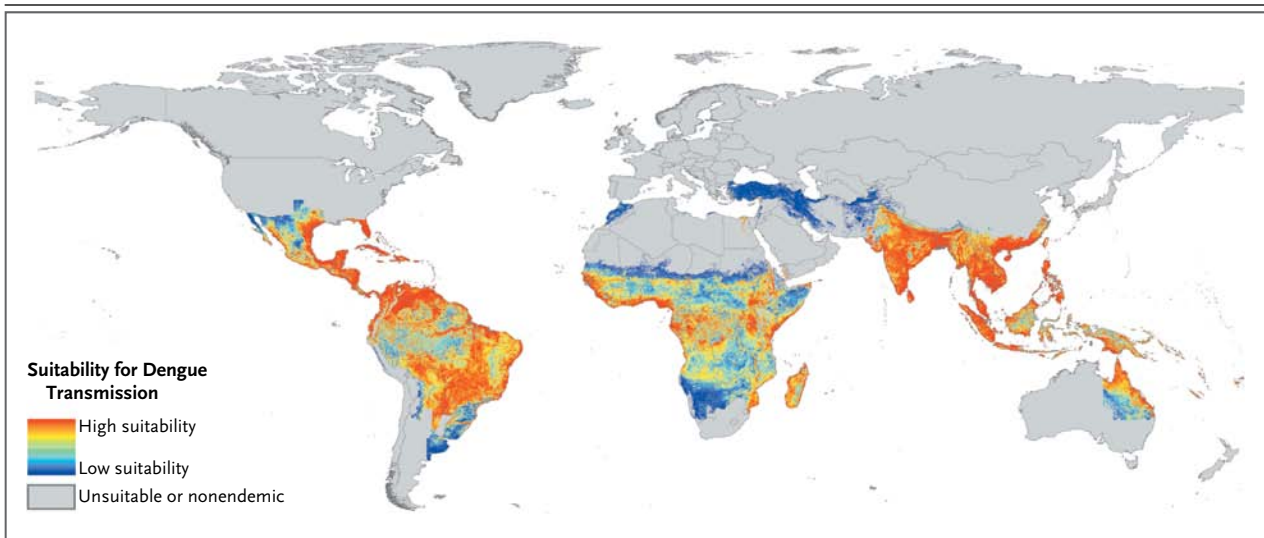 Suitability for Dengue
Transmission
High suitability
Low suitability
Unsuitable or nonendemic